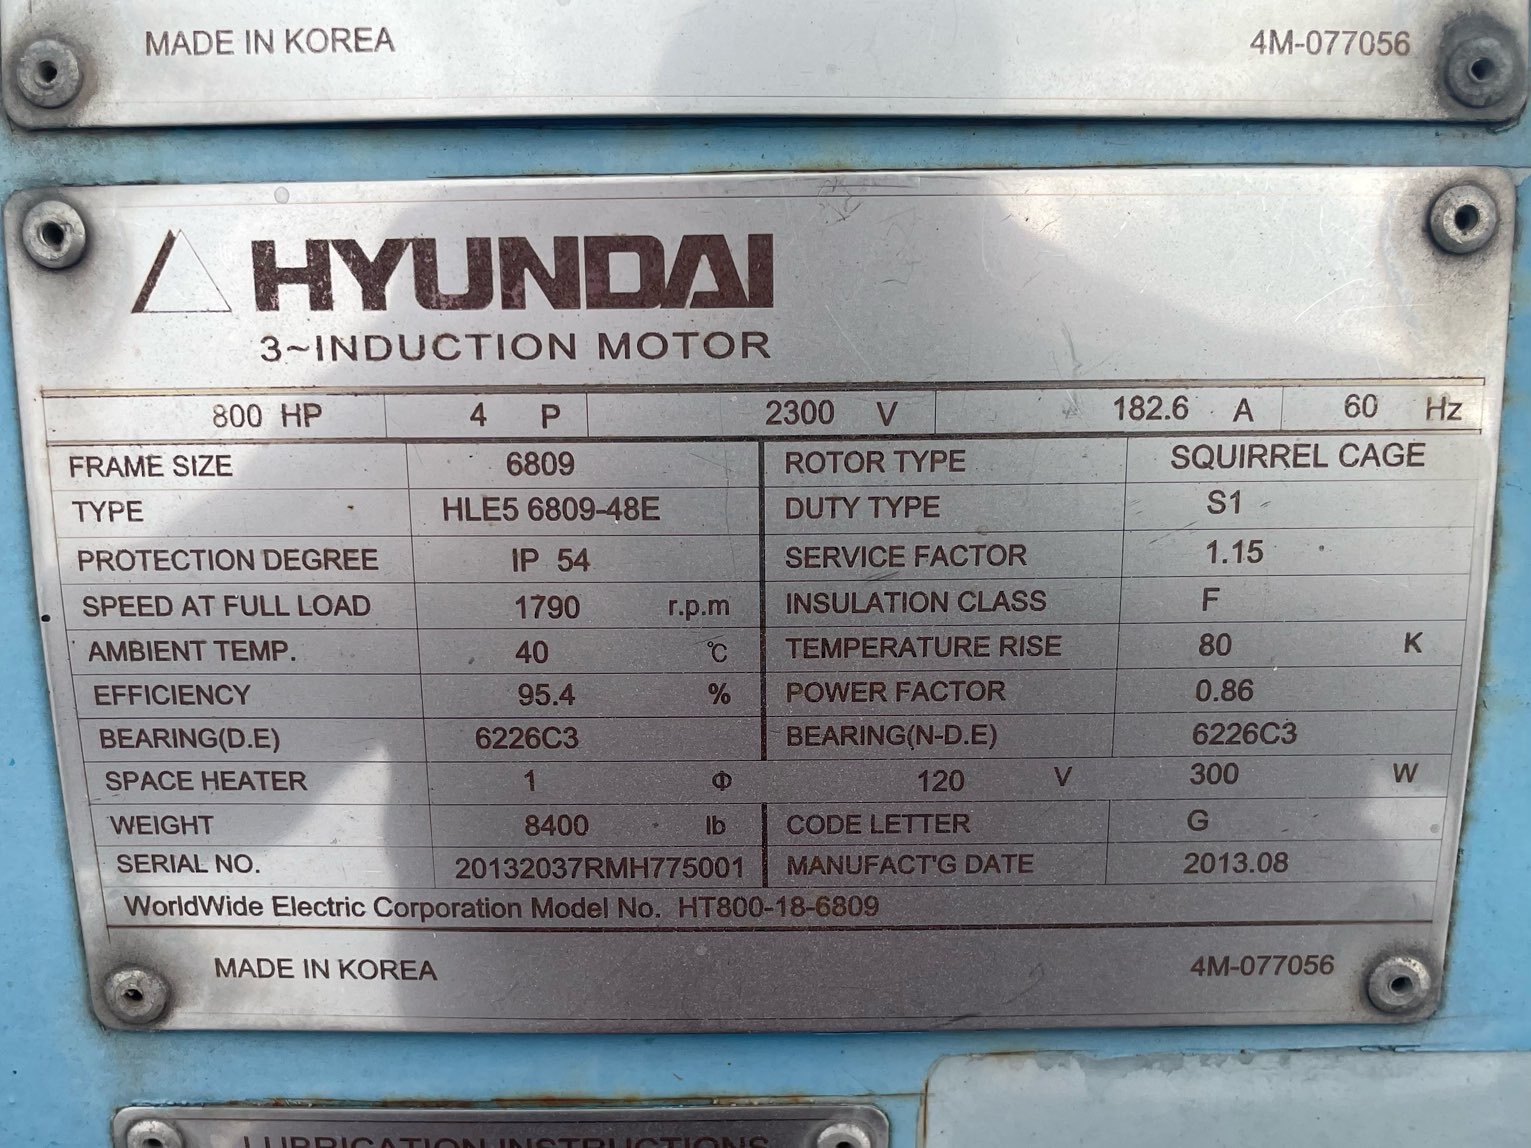 MADE IN KOREA 4M-077056
HYUNDAI
3~INDUCTION MOTOR
800 HP 4 P 2300 V 182.6 A 60 Hz
FRAME SIZE 6809 ROTOR TYPE SQUIRREL CAGE
TYPE HLE5 6809-48E DUTY TYPE S1
PROTECTION DEGREE IP 54 SERVICE FACTOR 1.15
SPEED AT FULL LOAD 1790 r.p.m INSULATION CLASS F
AMBIENT TEMP. 40 ℃ TEMPERATURE RISE 80 K
EFFICIENCY 95.4 % POWER FACTOR 0.86
BEARING(D.E) 6226C3 BEARING(N-D.E) 6226C3
SPACE HEATER 1 Φ 120 V 300 W
WEIGHT 8400 lb CODE LETTER G
SERIAL NO. 20132037RMH775001 MANUFACT'G DATE 2013.08
WorldWide Electric Corporation Model No. HT800-18-6809
MADE IN KOREA 4M-077056
LUBRICATION INSTRUCTIONS